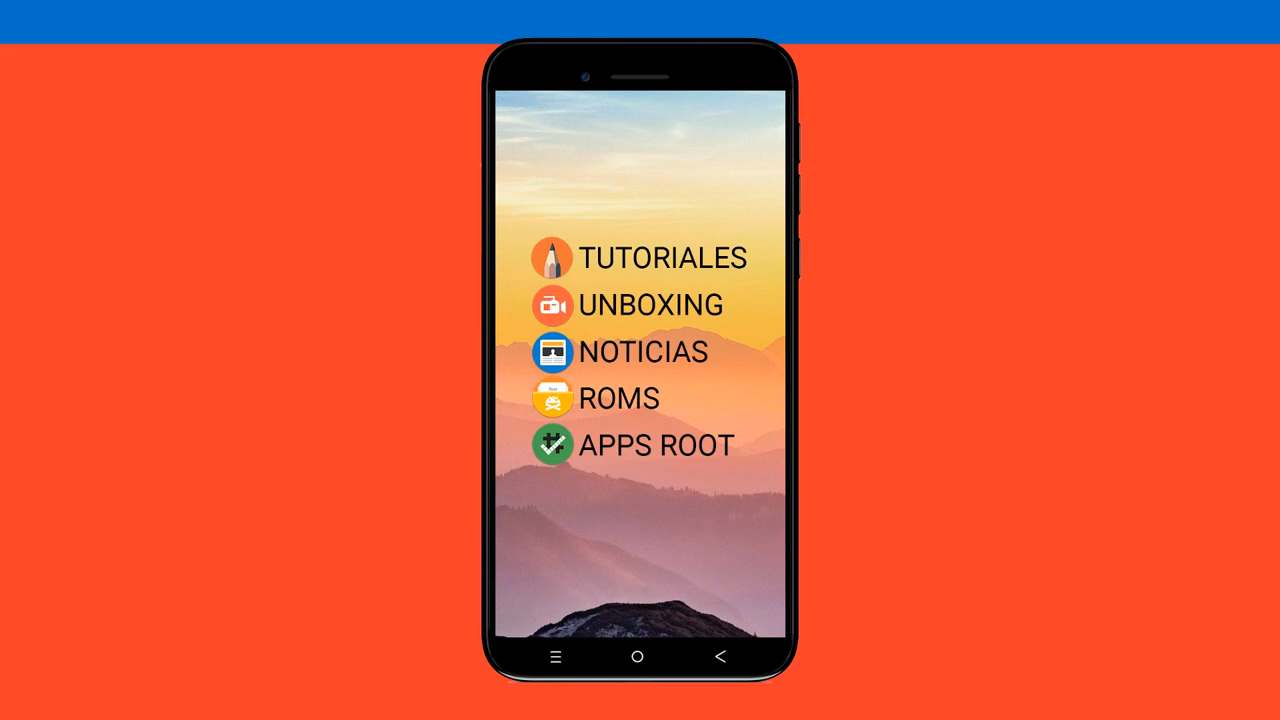 TUTORIALES
UNBOXING
NOTICIAS
ROMS
APPS ROOT